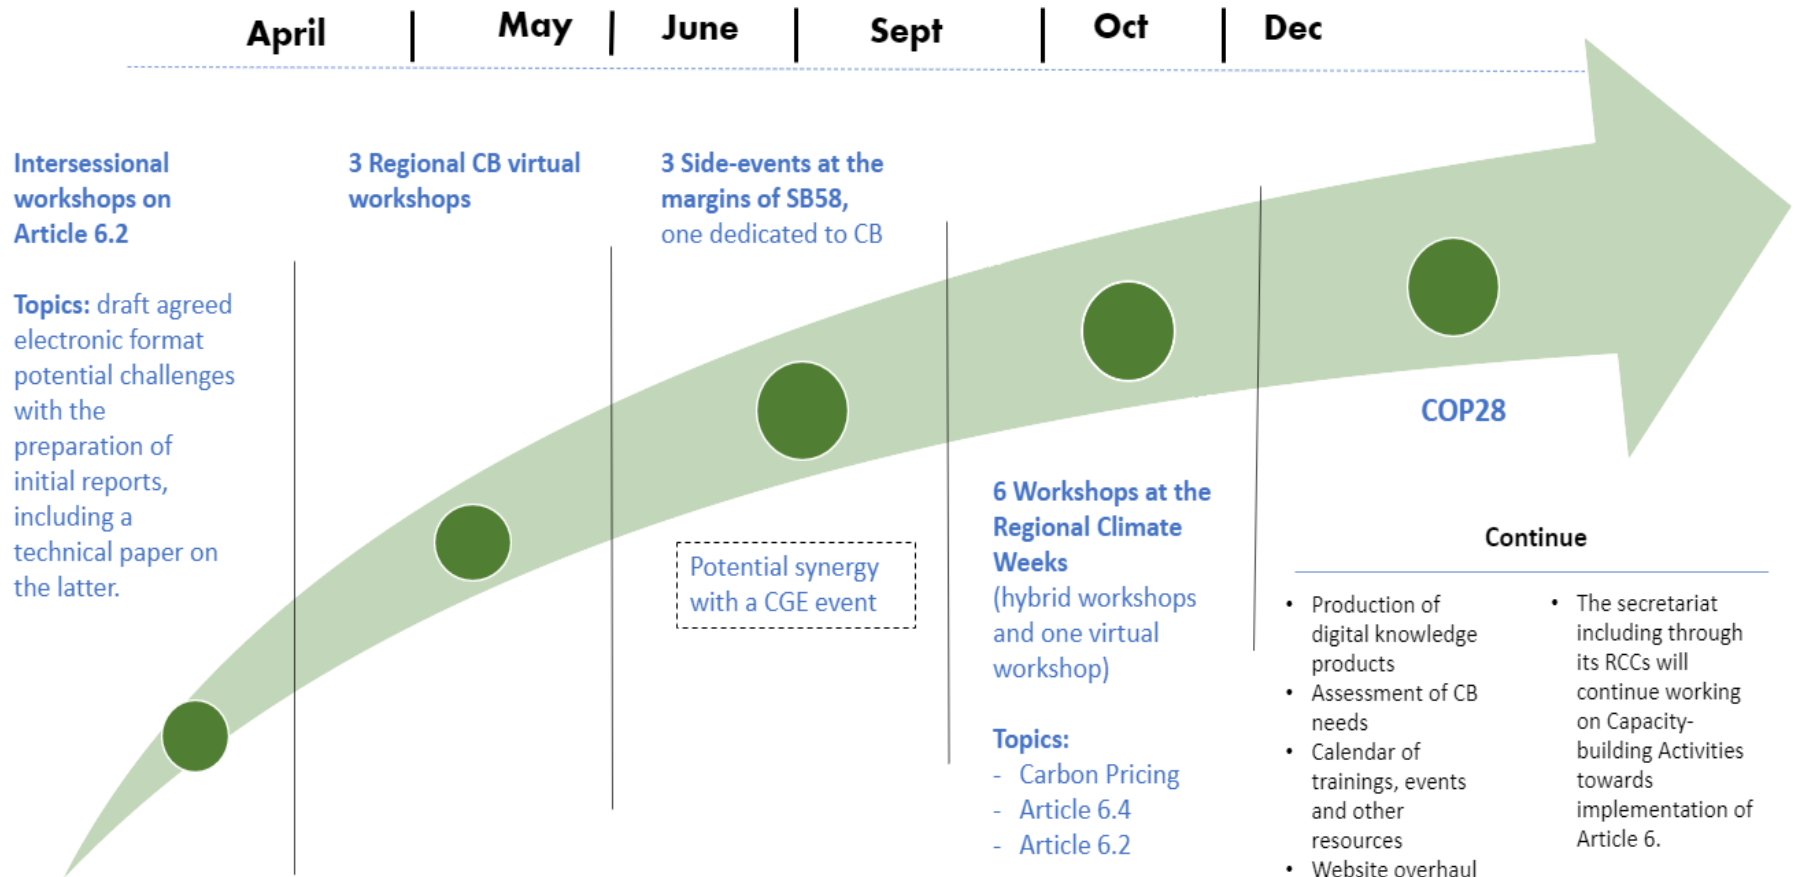 April
May
June
Sept
Oct
Dec
Intersessional
workshops on
Article 6.2
Topics: draft agreed
electronic format
potential challenges
with the
preparation of
initial reports,
including a
technical paper on
the latter.
3 Regional CB virtual
workshops
3 Side-events at the
margins of SB58,
one dedicated to CB
Potential synergy
with a CGE event
6 Workshops at the
Regional Climate
Weeks
(hybrid workshops
and one virtual
workshop)
Topics:
- Carbon Pricing
- Article 6.4
- Article 6.2
COP28
Continue
• Production of
digital knowledge
products
• Assessment of CB
needs
• Calendar of
trainings, events
and other
resources
• Website overhaul
• The secretariat
including through
its RCCs will
continue working
on Capacity-
building Activities
towards
implementation of
Article 6.